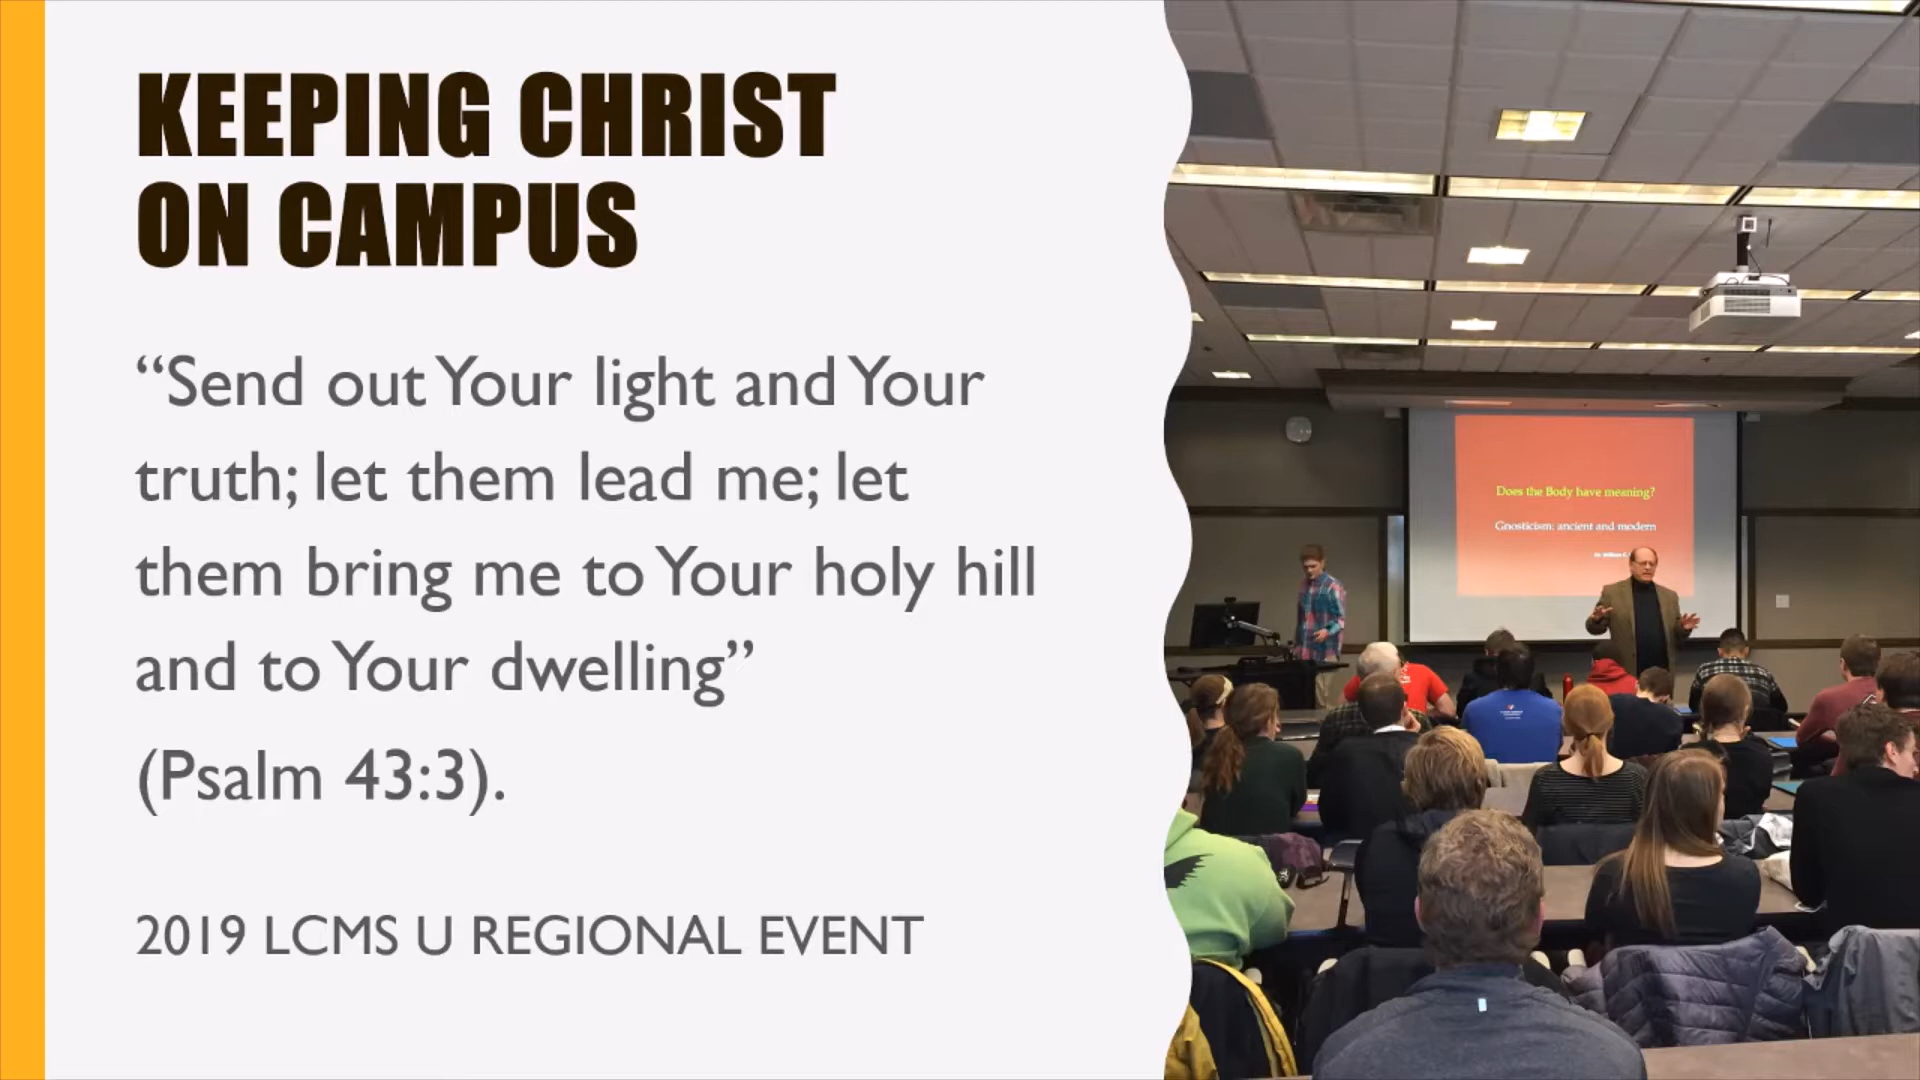 KEEPING CHRIST
ON CAMPUS
“Send out Your light and Your
truth; let them lead me; let
them bring me to Your holy hill
and to Your dwelling”
(Psalm 43:3).
2019 LCMS U REGIONAL EVENT
Does the Body have meaning?
Gnosticism: ancient and modern